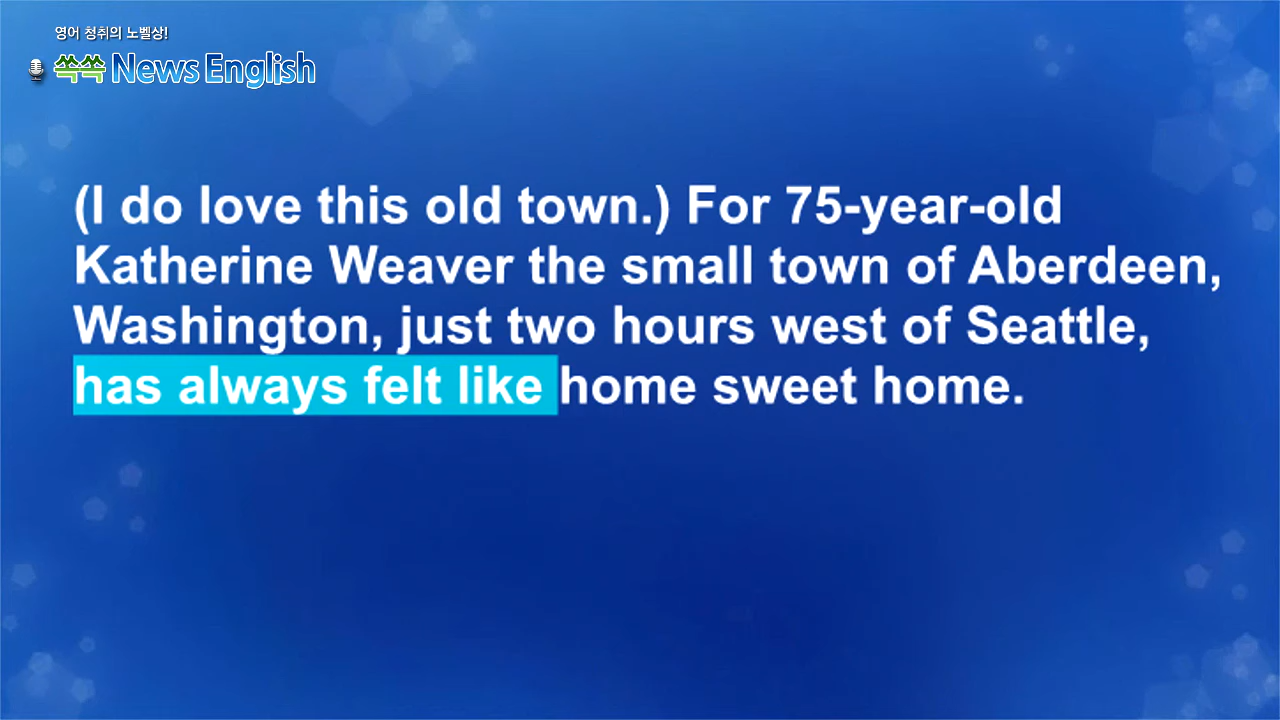 영어 청취의 노벨상!
쏙쏙 News English
(I do love this old town.) For 75-year-old
Katherine Weaver the small town of Aberdeen,
Washington, just two hours west of Seattle,
has always felt like home sweet home.